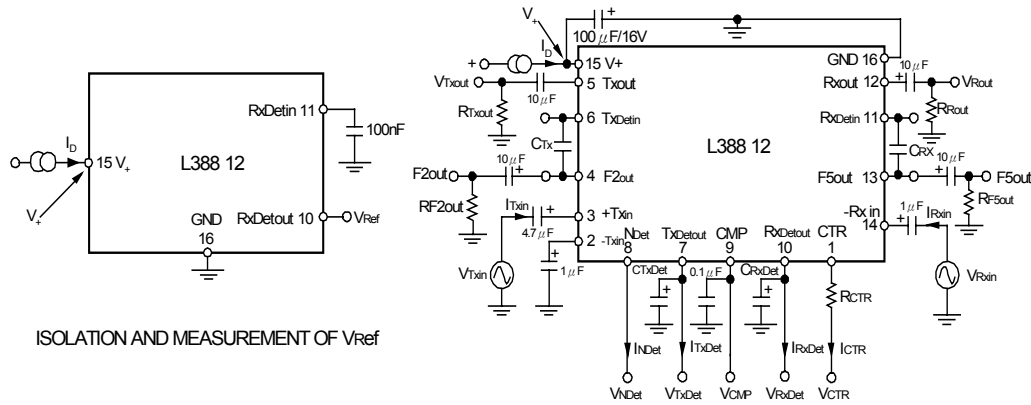 V+
ID
15 V+
RxDetin 11
100nF
L388 12
GND
16
RxDetout 10
VRef
ISOLATION AND MEASUREMENT OF VRef
V+
100μF/16V
+
ID
15 V+
GND 16
VTxout
10μF
5 Txout
Rxout 12
10μF
VRout
RTxout
RRout
6 TxDetin
RxDetin 11
CTx
L388 12
CRX
F2out
10μF
4 F2out
F5out 13
10μF
F5out
RF2out
RF5out
ITxin
3 +Txin
4.7μF
-Rx in
14
1μF
IRxin
2 -Txin
NDet TxDetout CMP RxDetout CTR
8 7 9 10 1
VTxin
1μF
CTxDet
0.1μF
CRxDet
RCTR
VRxin
INDet
ITxDet
IRxDet
ICTR
VNDet VTxDet VCMP VRxDet VCTR